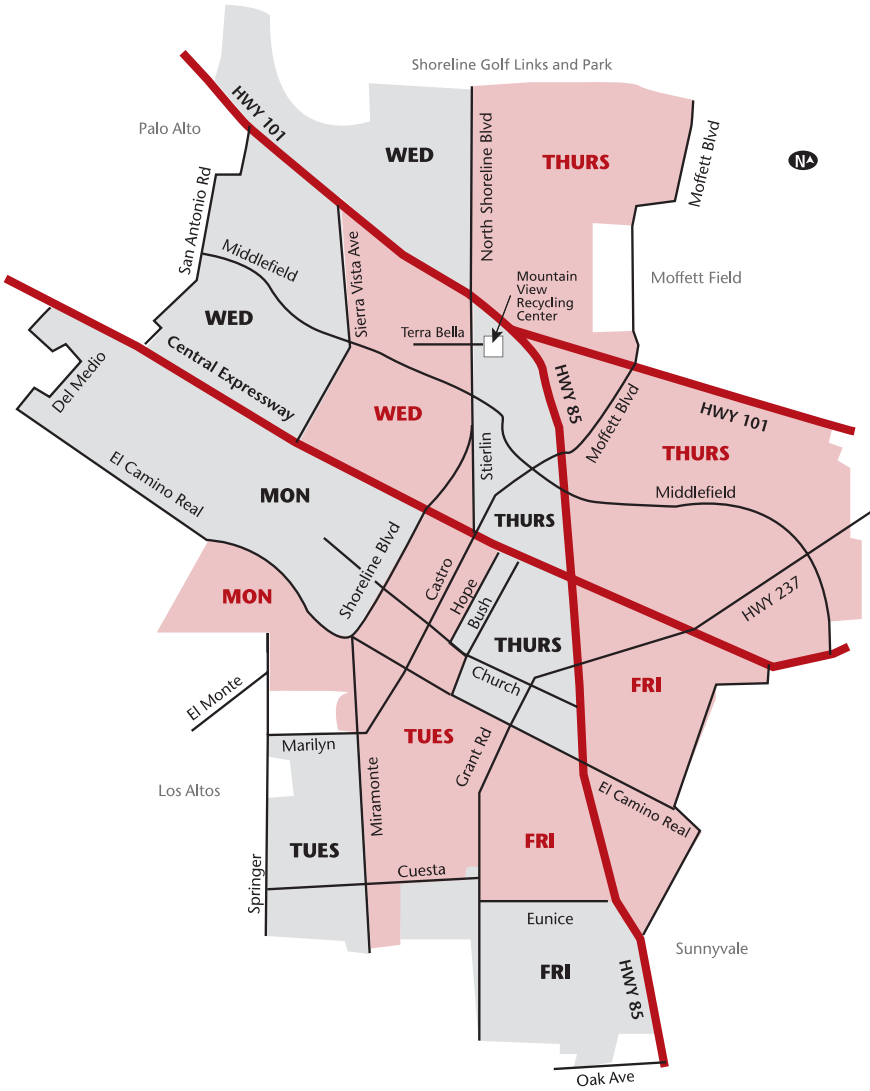 Shoreline Golf Links and Park
HWY 101
Palo Alto
WED
THURS
North Shoreline Blvd
Moffett Blvd
N
San Antonio Rd
Middlefield
Sierra Vista Ave
Moffett Field
Mountain
View
Recycling
Center
WED
Terra Bella
Central Expressway
Del Medio
HWY 85
Moffett Blvd
HWY 101
WED
THURS
Stierlin
El Camino Real
MON
Middlefield
THURS
Shoreline Blvd
Castro
Hope
Bush
HWY 237
MON
THURS
Church
FRI
El Monte
Marilyn
TUES
Grant Rd
Los Altos
Miramonte
El Camino Real
TUES
FRI
Cuesta
Springer
Eunice
Sunnyvale
FRI
HWY 85
Oak Ave